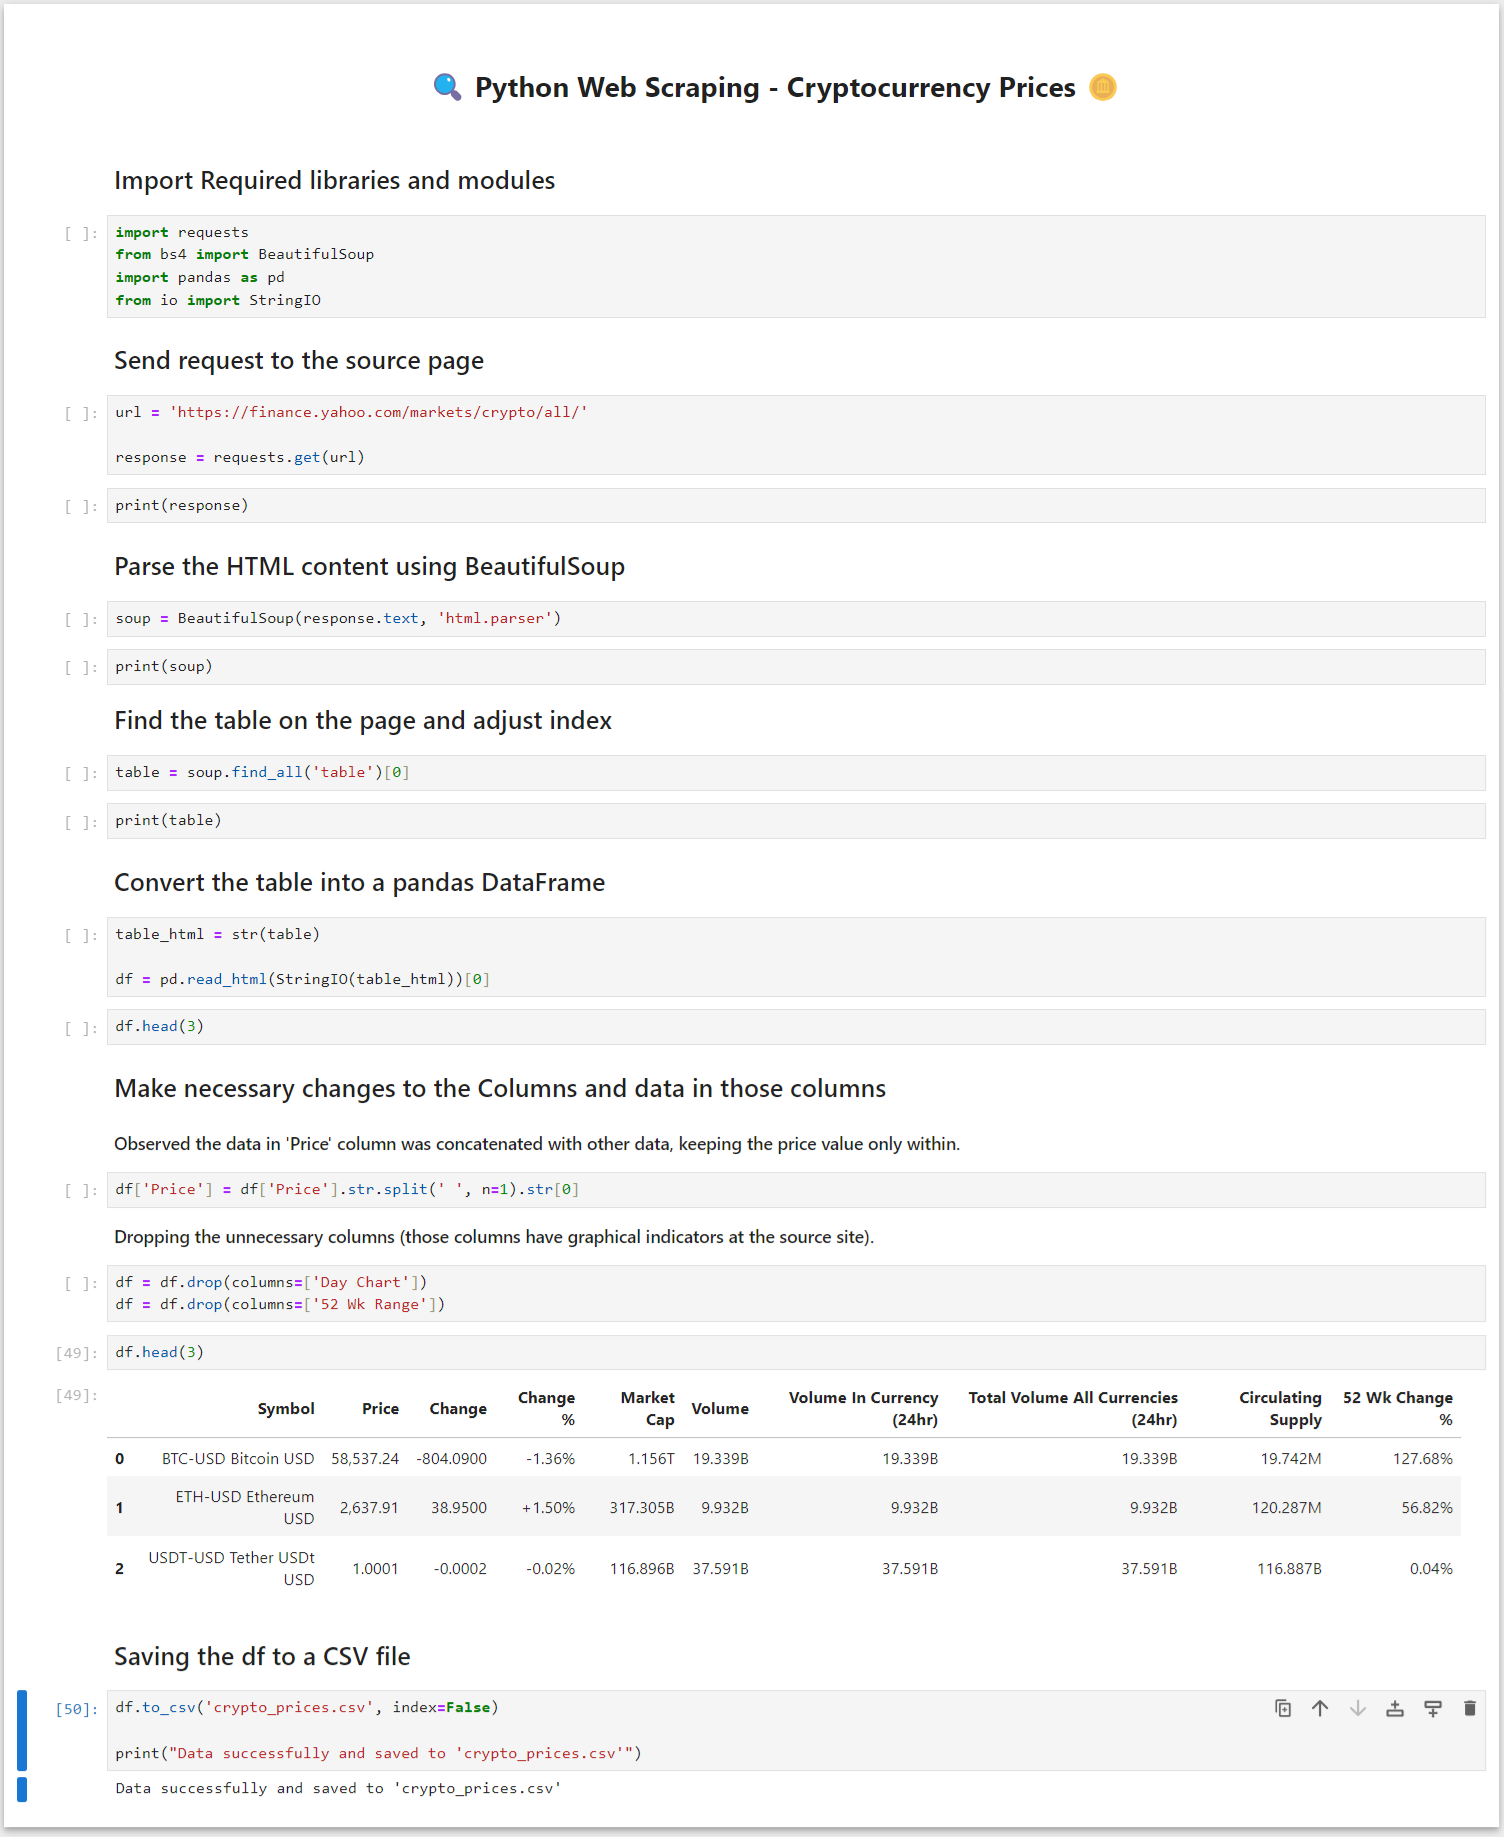 Python Web Scraping - Cryptocurrency Prices
Import Required libraries and modules
[ ]:
import requests
from bs4 import BeautifulSoup
import pandas as pd
from io import StringIO
Send request to the source page
[ ]:
url = 'https://finance.yahoo.com/markets/crypto/all/'
response = requests.get(url)
[ ]:
print(response)
Parse the HTML content using BeautifulSoup
[ ]:
soup = BeautifulSoup(response.text, 'html.parser')
[ ]:
print(soup)
Find the table on the page and adjust index
[ ]:
table = soup.find_all('table')[0]
[ ]:
print(table)
Convert the table into a pandas DataFrame
[ ]:
table_html = str(table)
df = pd.read_html(StringIO(table_html))[0]
[ ]:
df.head(3)
Make necessary changes to the Columns and data in those columns
Observed the data in 'Price' column was concatenated with other data, keeping the price value only within.
[ ]:
df['Price'] = df['Price'].str.split(' ', n=1).str[0]
Dropping the unnecessary columns (those columns have graphical indicators at the source site).
[ ]:
df = df.drop(columns=['Day Chart'])
df = df.drop(columns=['52 Wk Range'])
[49]:
df.head(3)
[49]:
Symbol Price Change Change % Market Cap Volume Volume In Currency (24hr) Total Volume All Currencies (24hr) Circulating Supply 52 Wk Change %
0 BTC-USD Bitcoin USD 58,537.24 -804.0900 -1.36% 1.156T 19.339B 19.339B 19.339B 19.742M 127.68%
1 ETH-USD Ethereum USD 2,637.91 38.9500 +1.50% 317.305B 9.932B 9.932B 9.932B 120.287M 56.82%
2 USDT-USD Tether USDt USD 1.0001 -0.0002 -0.02% 116.896B 37.591B 37.591B 37.591B 116.887B 0.04%
Saving the df to a CSV file
[50]:
df.to_csv('crypto_prices.csv', index=False)
print("Data successfully and saved to 'crypto_prices.csv'")
Data successfully and saved to 'crypto_prices.csv'